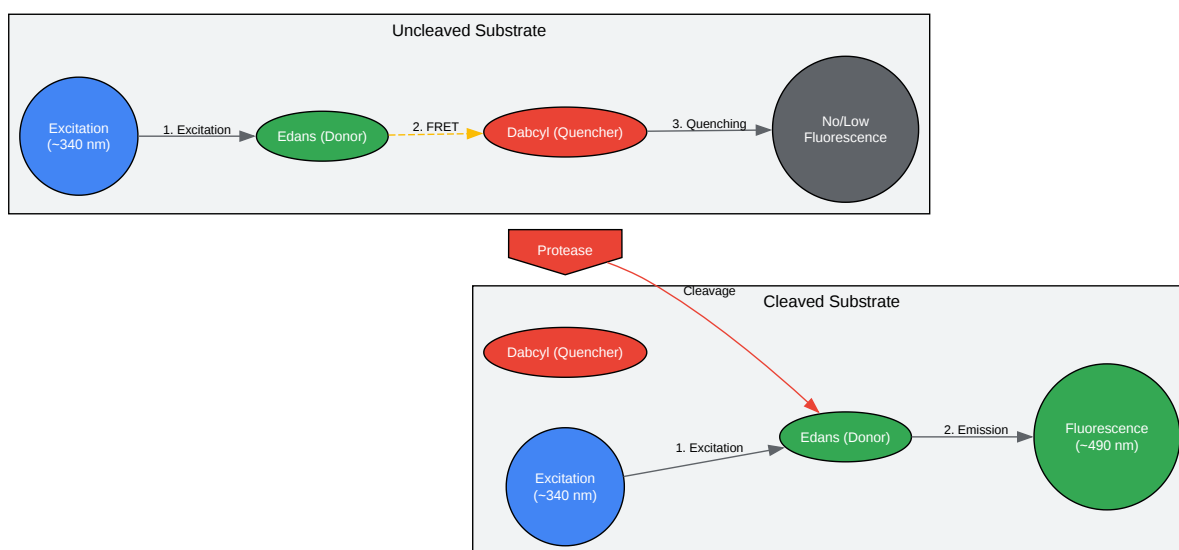 Uncleaved Substrate
Excitation
(~340 nm)
1. Excitation
Edans (Donor)
2. FRET
Dabcyl (Quencher)
3. Quenching
No/Low
Fluorescence
Protease
Cleavage
Cleaved Substrate
Dabcyl (Quencher)
Excitation
(~340 nm)
1. Excitation
Edans (Donor)
2. Emission
Fluorescence
(~490 nm)